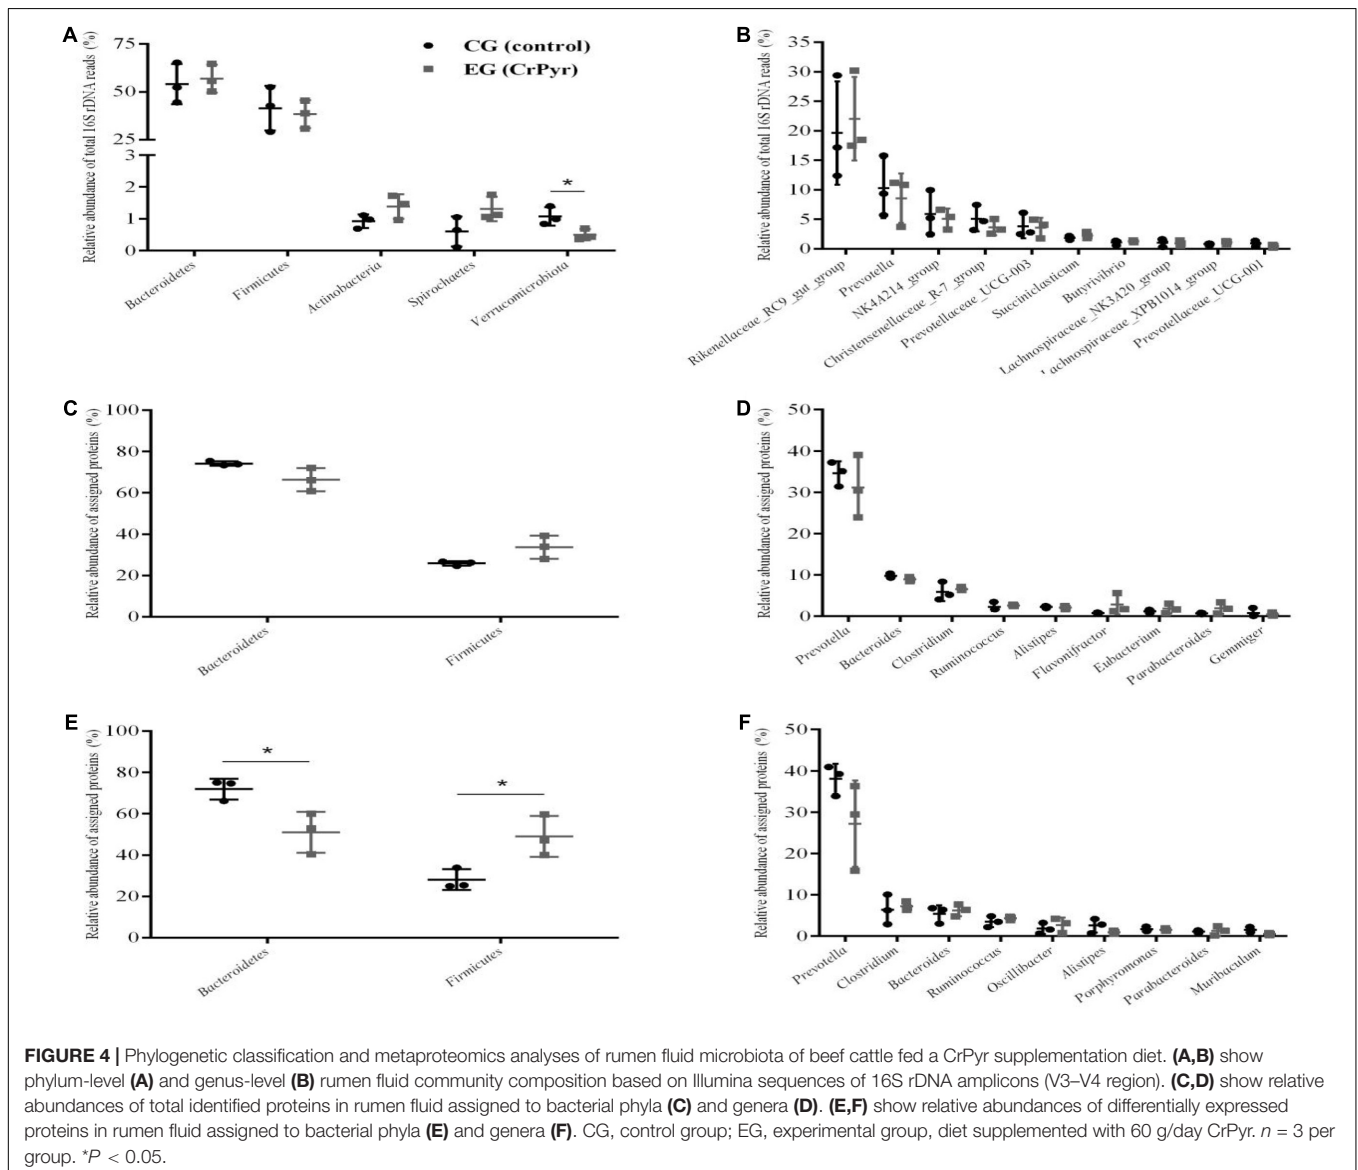 A
Relative abundance of total 16S rDNA reads (%)
75
50
25
3
2
1
0
CG (control)
EG (CrPyr)
*
Bacteroidetes
Firmicutes
Actinobacteria
Spirochaetes
Verrucomicrobiota
B
Relative abundance of total 16S rDNA reads (%)
35
30
25
20
15
10
5
0
Rikenellaceae_RC9_gut_group
Prevotella
NK4A214_group
Christensenellaceae_R-7_group
Prevotellaceae_UCG-003
Succiniclasticum
Butyrivibrio
Lachnospiraceae_NK3A20_group
Lachnospiraceae_XPB1014_group
Prevotellaceae_UCG-001
C
Relative abundance of assigned proteins (%)
100
80
60
40
20
0
Bacteroidetes
Firmicutes
D
Relative abundance of assigned proteins (%)
50
40
30
20
10
0
Prevotella
Bacteroides
Clostridium
Ruminococcus
Alistipes
Flavonifractor
Eubacterium
Parabacteroides
Gemmiger
E
Relative abundance of assigned proteins (%)
100
80
60
40
20
0
*
*
Bacteroidetes
Firmicutes
F
Relative abundance of assigned proteins (%)
50
40
30
20
10
0
Prevotella
Clostridium
Bacteroides
Ruminococcus
Oscillibacter
Alistipes
Porphyromonas
Parabacteroides
Muribaculum
FIGURE 4 | Phylogenetic classification and metaproteomics analyses of rumen fluid microbiota of beef cattle fed a CrPyr supplementation diet. (A,B) show
phylum-level (A) and genus-level (B) rumen fluid community composition based on Illumina sequences of 16S rDNA amplicons (V3–V4 region). (C,D) show relative
abundances of total identified proteins in rumen fluid assigned to bacterial phyla (C) and genera (D). (E,F) show relative abundances of differentially expressed
proteins in rumen fluid assigned to bacterial phyla (E) and genera (F). CG, control group; EG, experimental group, diet supplemented with 60 g/day CrPyr. n = 3 per
group. *P < 0.05.